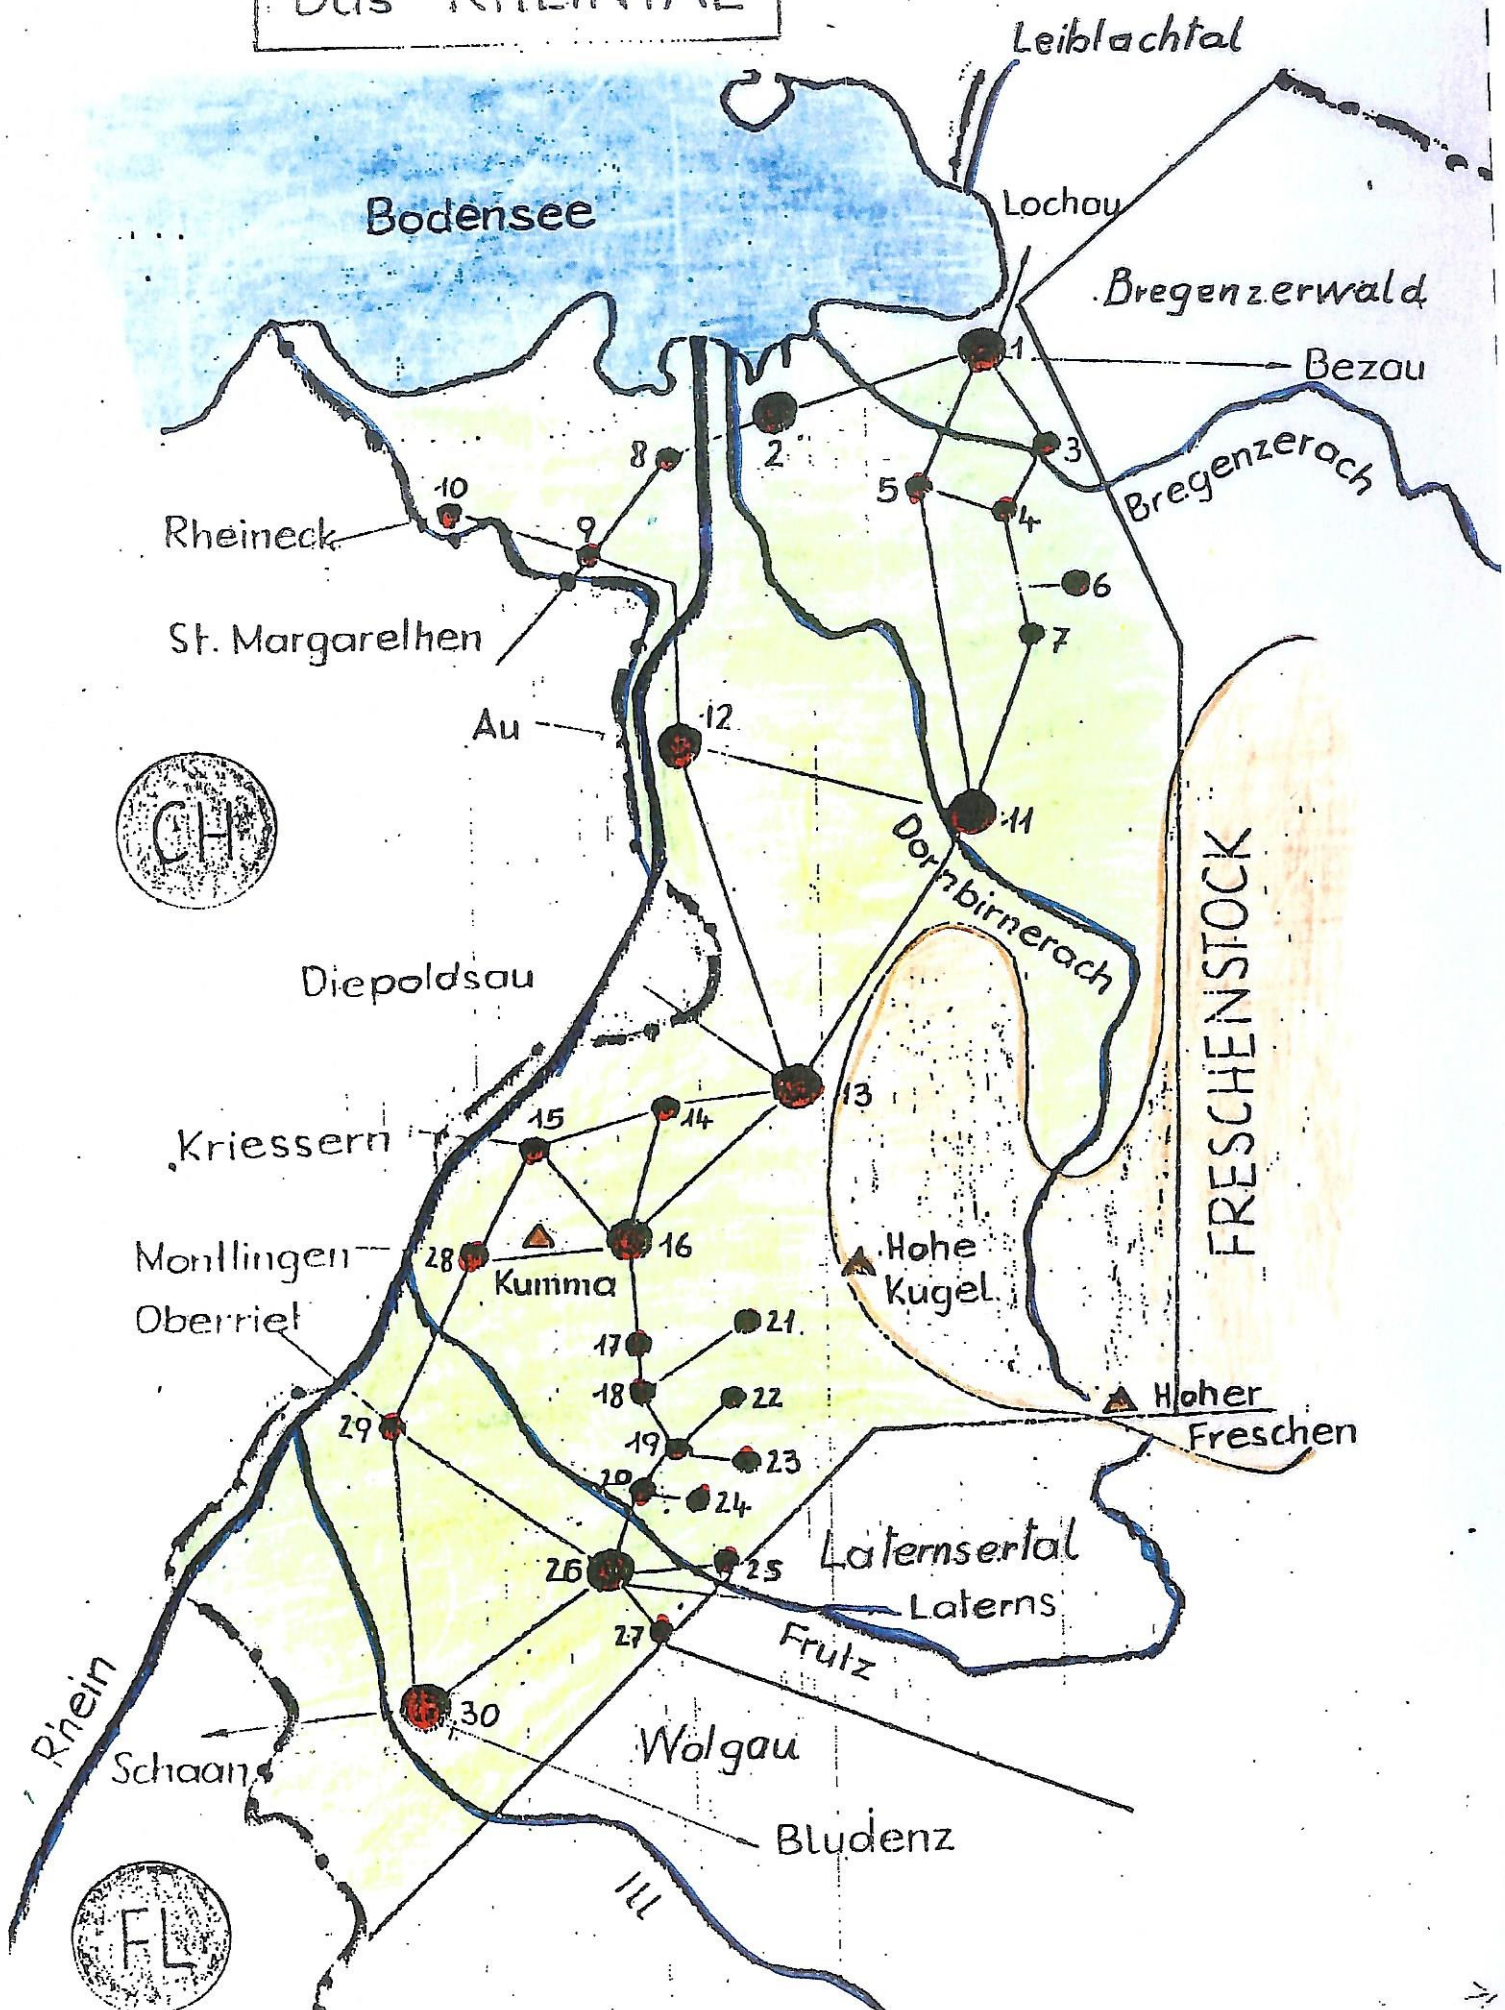 Das RHEINTAL
Leiblachtal
Lochau
Bodensee
Bregenzerwald
1
Bezau
2
3
8
5
4
Bregenzerach
10
Rheineck
9
6
St. Margarelhen
7
Au
12
11
CH
Dornbirnerach
FRESCHENSTOCK
Diepoldsau
13
15
14
Kriessern
16
Hohe
Kugel
Montlingen
28
Kumma
Oberriet
21
17
18
22
Hoher
Freschen
29
19
23
20
24
Laternsertal
26
25
Laterns
27
Frutz
Rhein
30
Wolgau
Schaan
Bludenz
Ill
FL